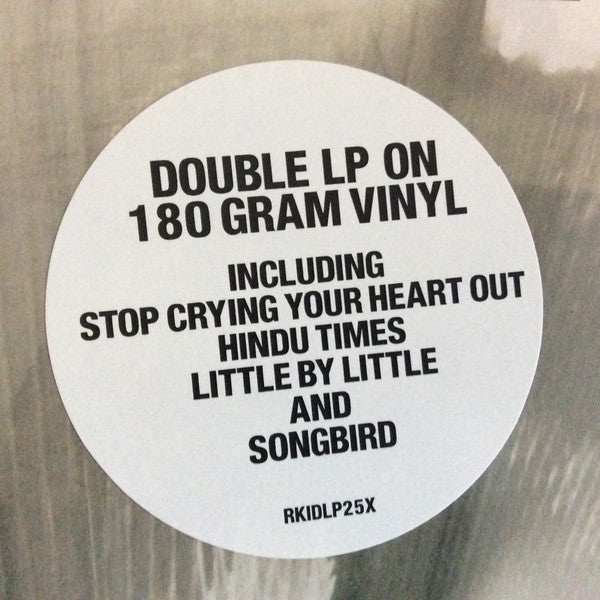 DOUBLE LP ON
180 GRAM VINYL
INCLUDING
STOP CRYING YOUR HEART OUT
HINDU TIMES
LITTLE BY LITTLE
AND
SONGBIRD
RKIDLP25X